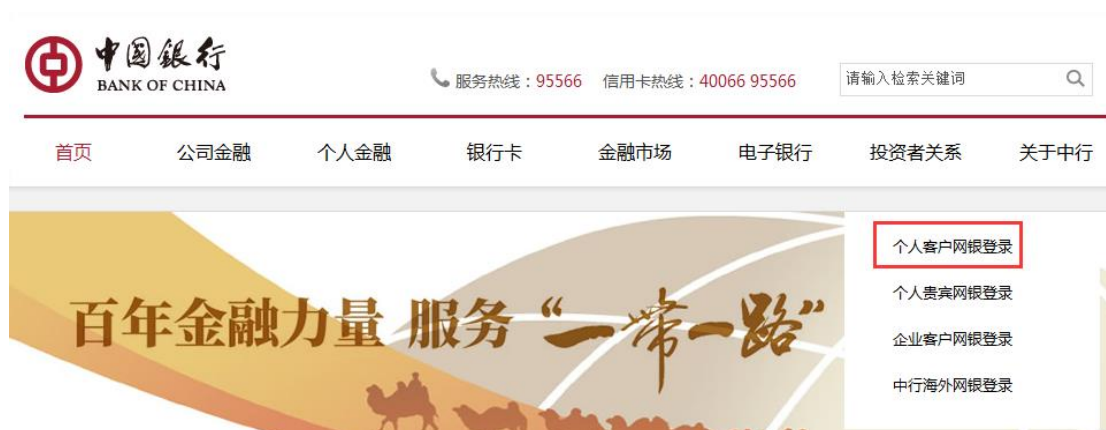 中国銀行
BANK OF CHINA
服务热线：95566 信用卡热线：40066 95566
请输入检索关键词
首页 公司金融 个人金融 银行卡 金融市场 电子银行 投资者关系 关于中行
个人客户网银登录
个人贵宾网银登录
企业客户网银登录
中行海外网银登录
百年金融力量 服务“一带一路”